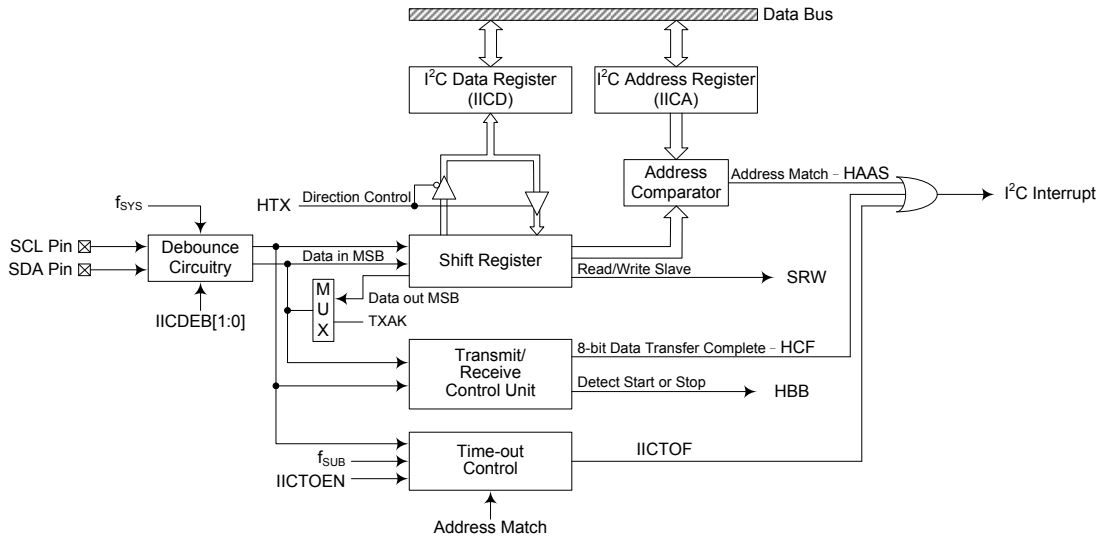 Data Bus
I²C Data Register
(IICD)
I²C Address Register
(IICA)
Address
Comparator
Address Match - HAAS
I²C Interrupt
HTX
Direction Control
fSYS
SCL Pin
SDA Pin
Debounce
Circuitry
IICDEB[1:0]
Data in MSB
Shift Register
Read/Write Slave
SRW
M
U
X
Data out MSB
TXAK
Transmit/
Receive
Control Unit
8-bit Data Transfer Complete - HCF
Detect Start or Stop
HBB
fSUB
IICTOEN
Time-out
Control
IICTOF
Address Match